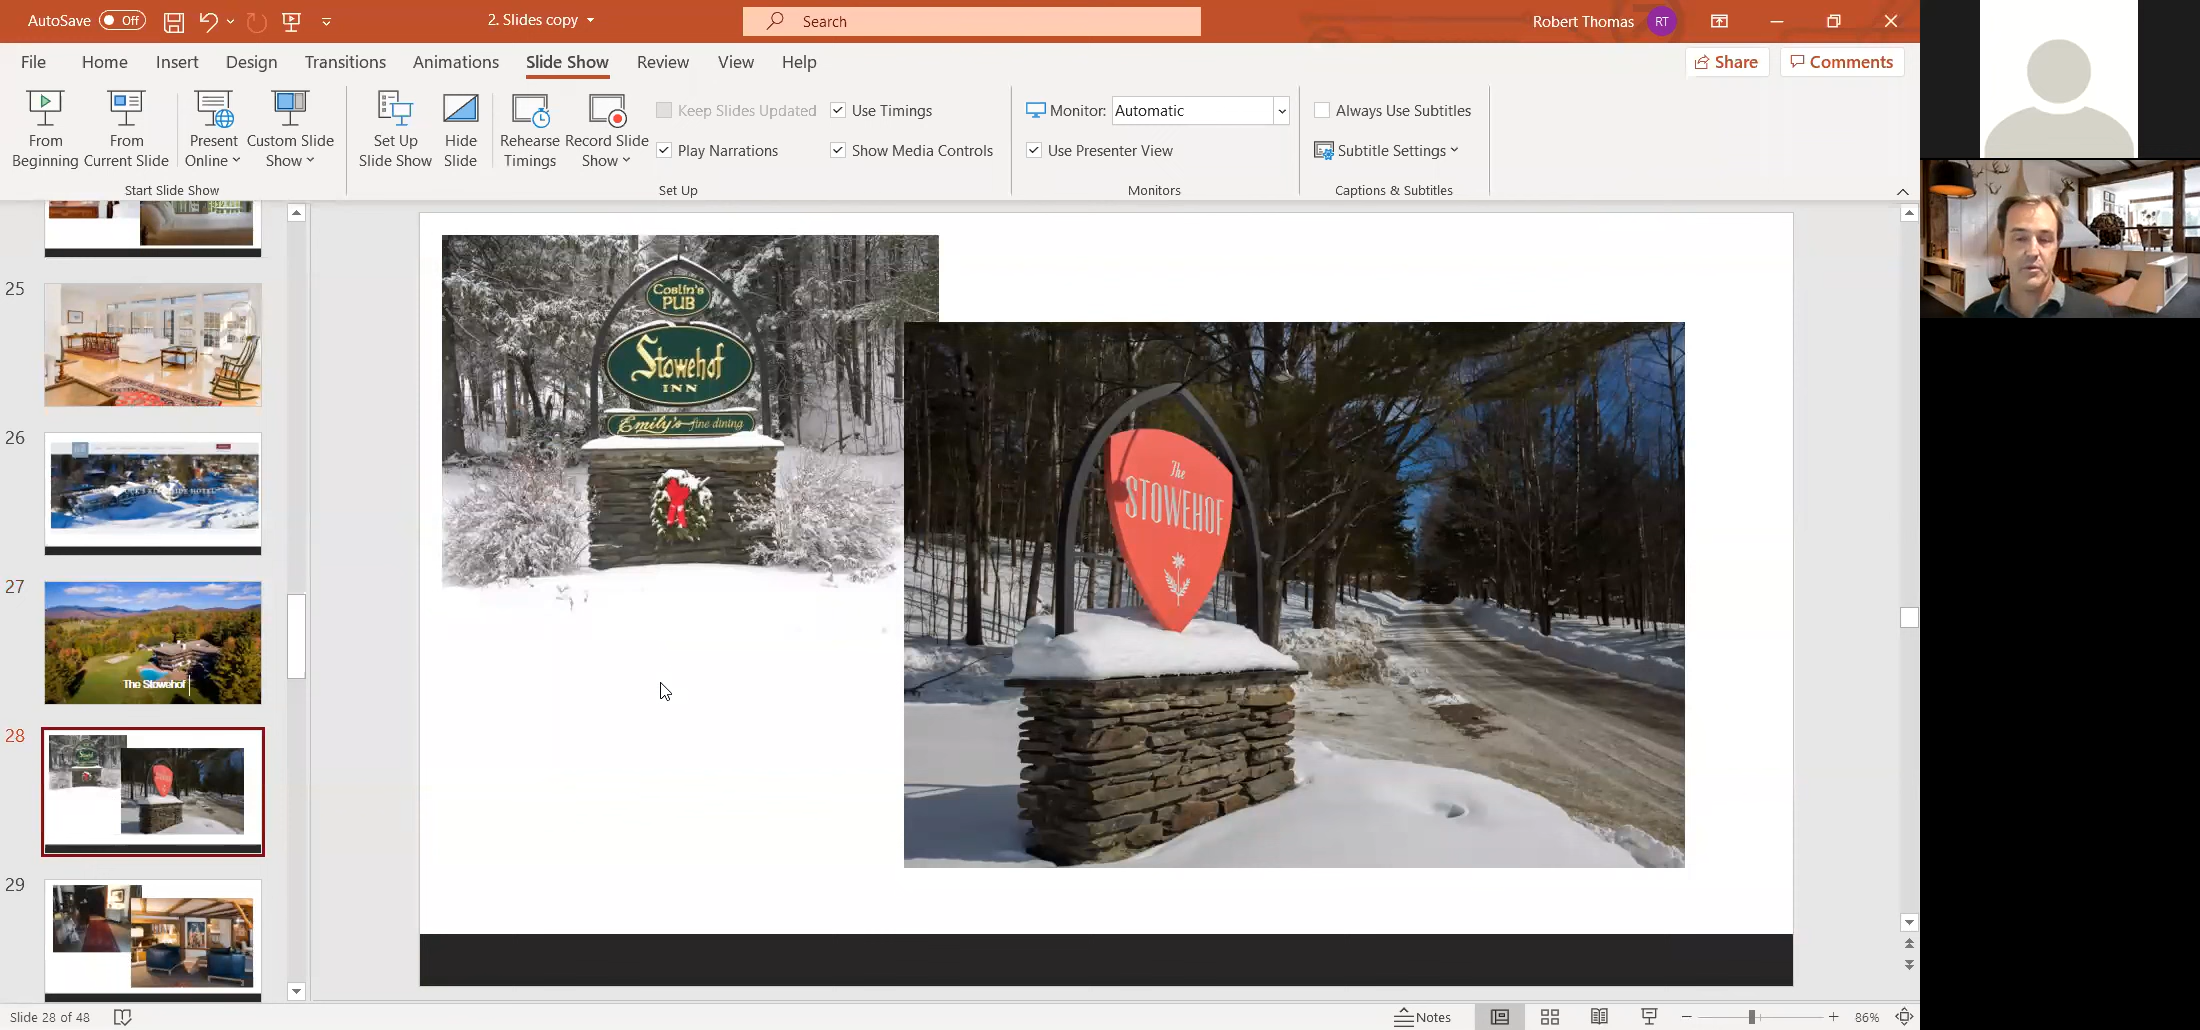 AutoSave Off
2. Slides copy
Search
Robert Thomas RT
File Home Insert Design Transitions Animations Slide Show Review View Help
Share Comments
From Beginning
From Current Slide
Present Online
Custom Slide Show
Start Slide Show
Set Up Slide Show
Hide Slide
Rehearse Timings
Record Slide Show
Keep Slides Updated
Play Narrations
Use Timings
Show Media Controls
Set Up
Monitor: Automatic
Use Presenter View
Monitors
Always Use Subtitles
Subtitle Settings
Captions & Subtitles
25
26
27
The Stowehof
28
29
Coslin's
PUB
Stowehof
INN
Emily's fine dining
The
STOWEHOF
Slide 28 of 48
Notes
86%